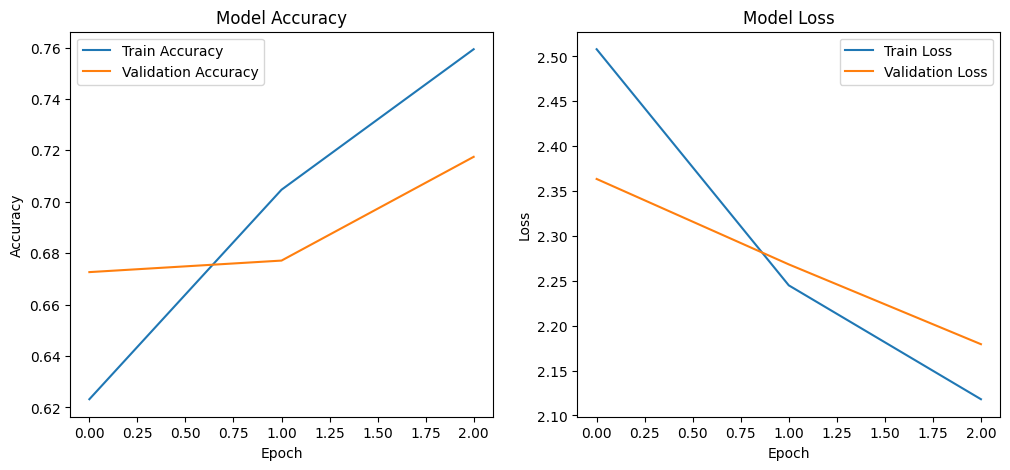 Model Accuracy
Train Accuracy
Validation Accuracy
0.76
0.74
0.72
0.70
0.68
0.66
0.64
0.62
Accuracy
0.00 0.25 0.50 0.75 1.00 1.25 1.50 1.75 2.00
Epoch
Model Loss
Train Loss
Validation Loss
2.50
2.45
2.40
2.35
2.30
2.25
2.20
2.15
2.10
Loss
0.00 0.25 0.50 0.75 1.00 1.25 1.50 1.75 2.00
Epoch